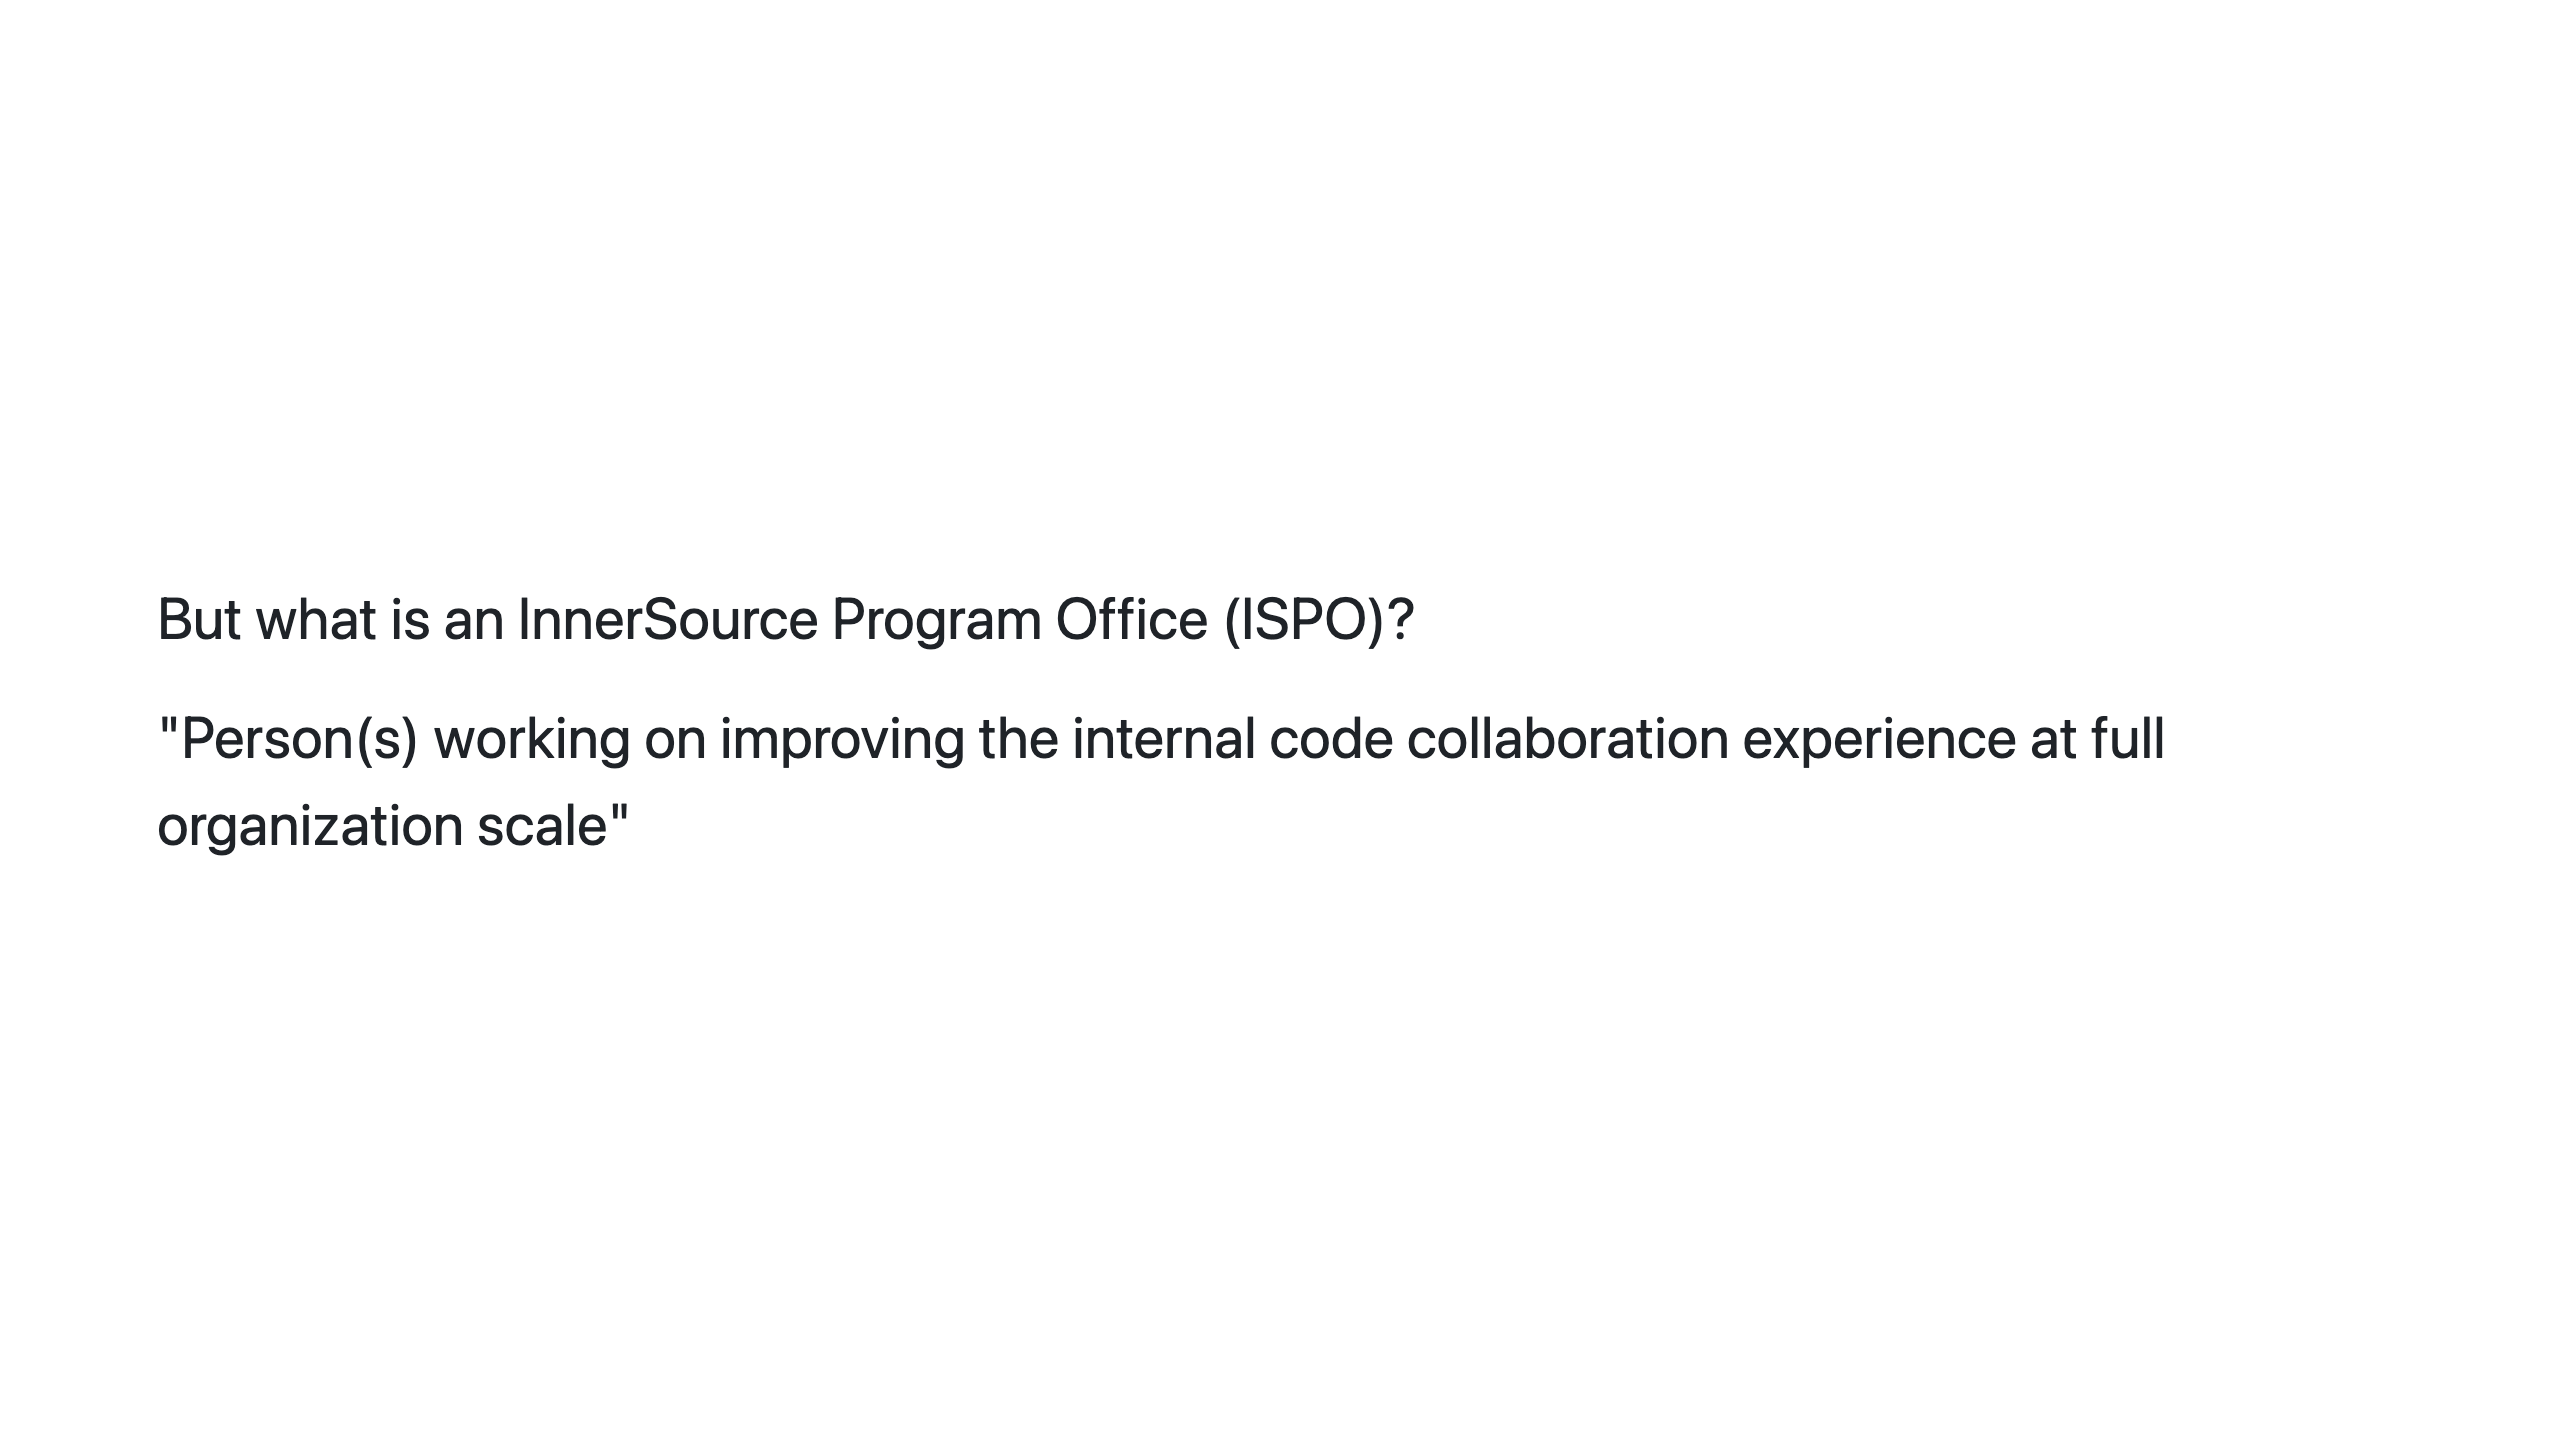 But what is an InnerSource Program Office (ISPO)?
"Person(s) working on improving the internal code collaboration experience at full
organization scale"